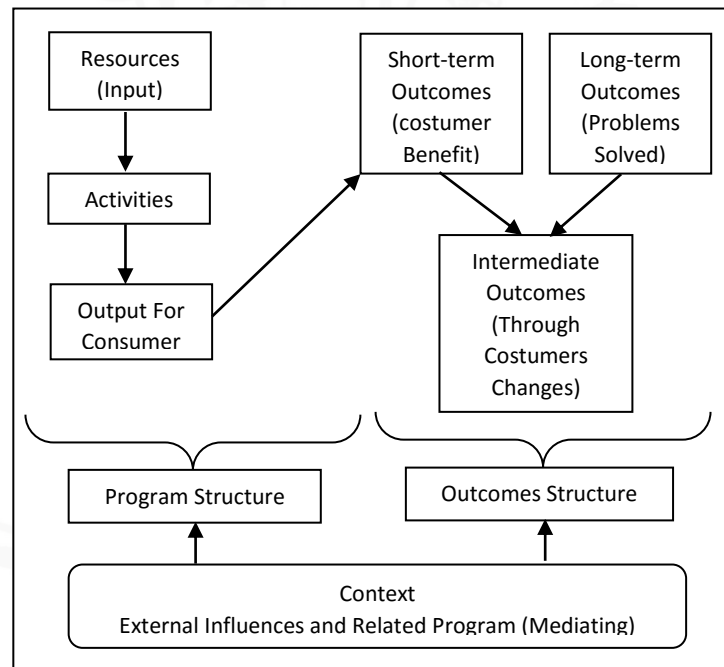 Resources
(Input)
Activities
Output For
Consumer
Short-term
Outcomes
(costumer
Benefit)
Long-term
Outcomes
(Problems
Solved)
Intermediate
Outcomes
(Through
Costumers
Changes)
Program Structure
Outcomes Structure
Context
External Influences and Related Program (Mediating)